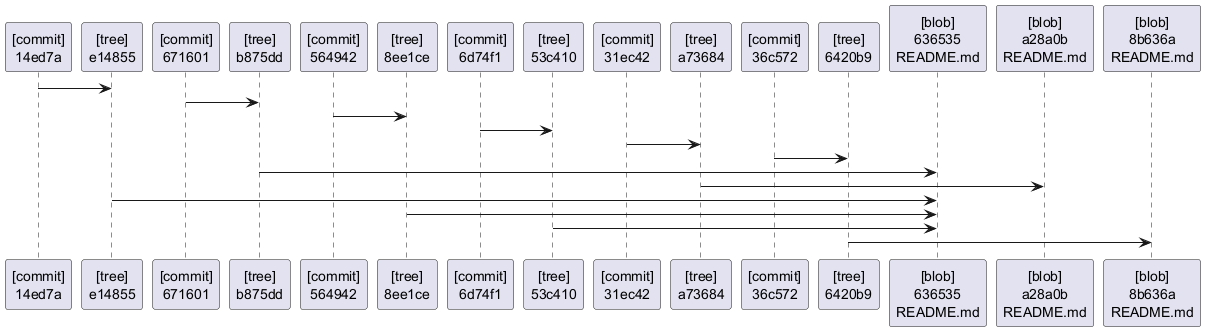 [commit]
14ed7a
[tree]
e14855
[commit]
671601
[tree]
b875dd
[commit]
564942
[tree]
8ee1ce
[commit]
6d74f1
[tree]
53c410
[commit]
31ec42
[tree]
a73684
[commit]
36c572
[tree]
6420b9
[blob]
636535
README.md
[blob]
a28a0b
README.md
[blob]
8b636a
README.md
[commit]
14ed7a
[tree]
e14855
[commit]
671601
[tree]
b875dd
[commit]
564942
[tree]
8ee1ce
[commit]
6d74f1
[tree]
53c410
[commit]
31ec42
[tree]
a73684
[commit]
36c572
[tree]
6420b9
[blob]
636535
README.md
[blob]
a28a0b
README.md
[blob]
8b636a
README.md